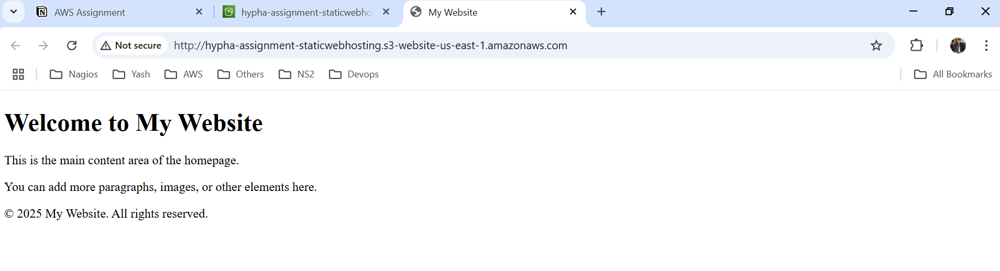 AWS Assignment
hypha-assignment-staticwebho
My Website
Not secure
http://hypha-assignment-staticwebhosting.s3-website-us-east-1.amazonaws.com
Nagios
Yash
AWS
Others
NS2
Devops
All Bookmarks
Welcome to My Website
This is the main content area of the homepage.
You can add more paragraphs, images, or other elements here.
© 2025 My Website. All rights reserved.